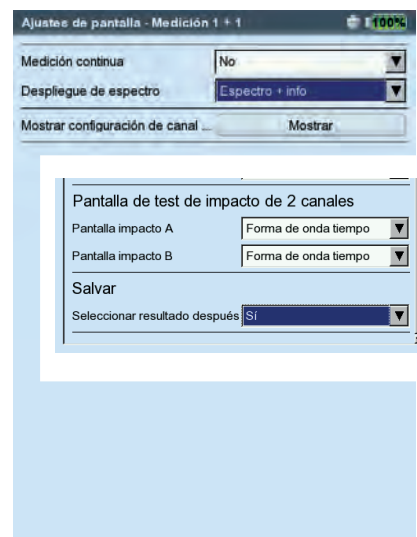 Ajustes de pantalla - Medición 1 + 1 100%
Medición continua No
Despliegue de espectro Espectro + info
Mostrar configuración de canal ... Mostrar
Pantalla de test de impacto de 2 canales
Pantalla impacto A Forma de onda tiempo
Pantalla impacto B Forma de onda tiempo
Salvar
Seleccionar resultado después Sí